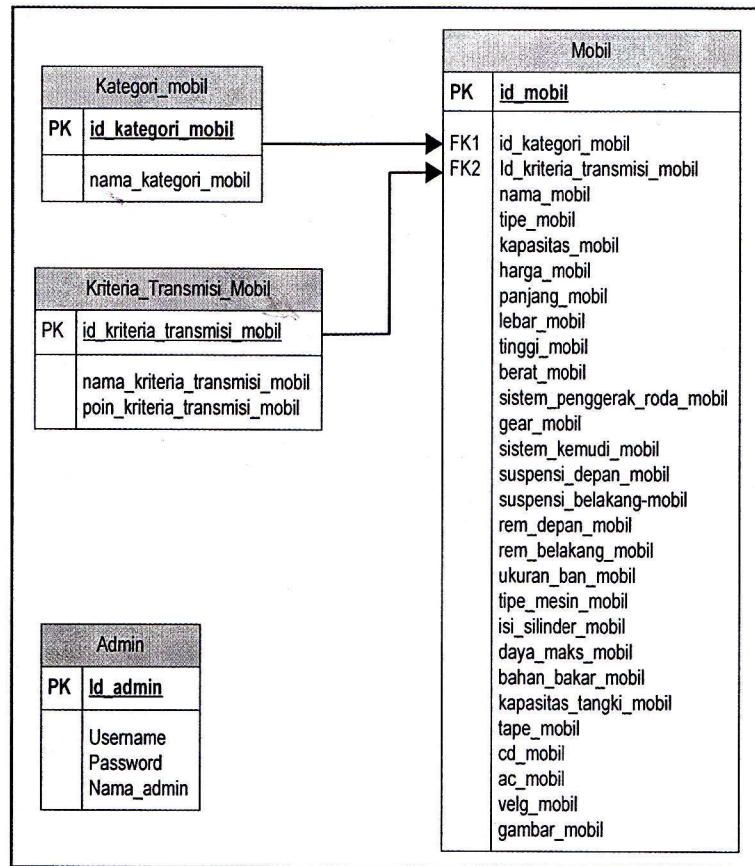 Kategori_mobil
PK id_kategori_mobil
nama_kategori_mobil
Kriteria_Transmisi_Mobil
PK id_kriteria_transmisi_mobil
nama_kriteria_transmisi_mobil
poin_kriteria_transmisi_mobil
Admin
PK Id_admin
Username
Password
Nama_admin
Mobil
PK id_mobil
FK1 id_kategori_mobil
FK2 Id_kriteria_transmisi_mobil
nama_mobil
tipe_mobil
kapasitas_mobil
harga_mobil
panjang_mobil
lebar_mobil
tinggi_mobil
berat_mobil
sistem_penggerak_roda_mobil
gear_mobil
sistem_kemudi_mobil
suspensi_depan_mobil
suspensi_belakang-mobil
rem_depan_mobil
rem_belakang_mobil
ukuran_ban_mobil
tipe_mesin_mobil
isi_silinder_mobil
daya_maks_mobil
bahan_bakar_mobil
kapasitas_tangki_mobil
tape_mobil
cd_mobil
ac_mobil
velg_mobil
gambar_mobil